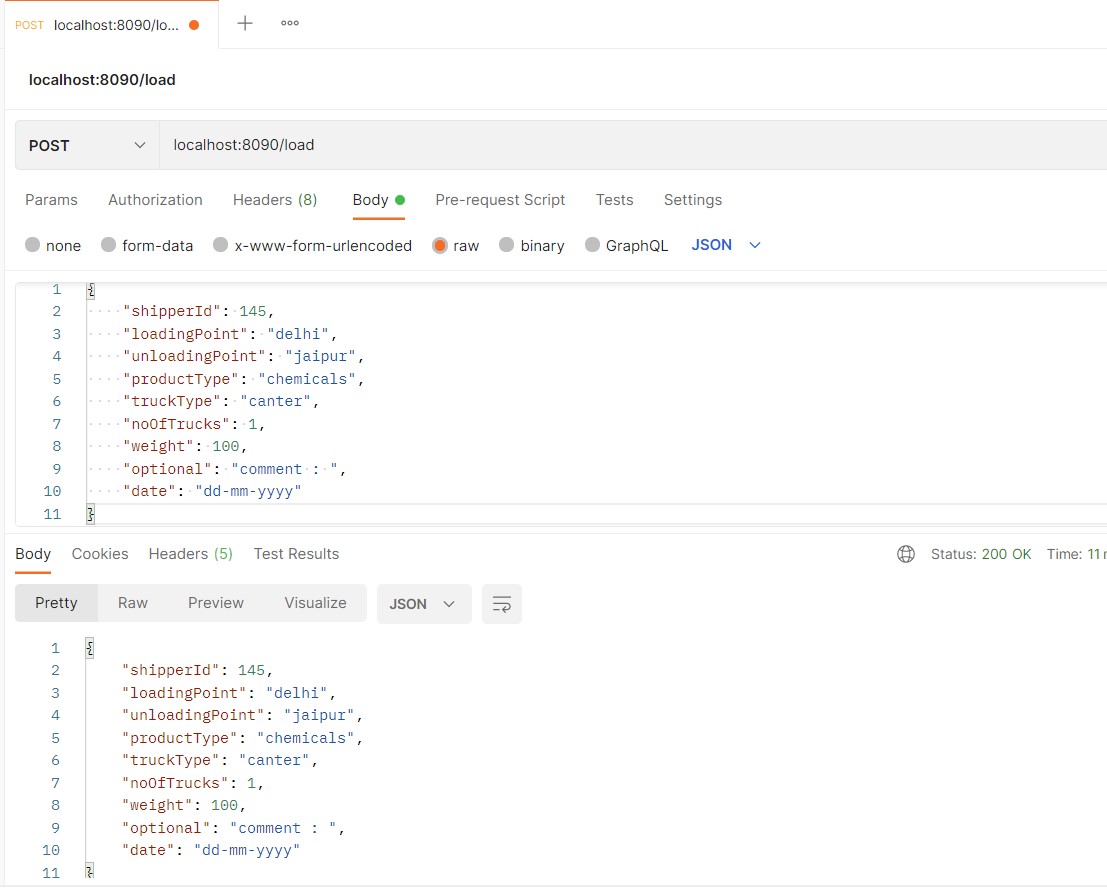 POST localhost:8090/lo...
localhost:8090/load
POST localhost:8090/load
Params Authorization Headers (8) Body Pre-request Script Tests Settings
none form-data x-www-form-urlencoded raw binary GraphQL JSON
1 {
2 "shipperId": 145,
3 "loadingPoint": "delhi",
4 "unloadingPoint": "jaipur",
5 "productType": "chemicals",
6 "truckType": "canter",
7 "noOfTrucks": 1,
8 "weight": 100,
9 "optional": "comment : ",
10 "date": "dd-mm-yyyy"
11 }
Body Cookies Headers (5) Test Results Status: 200 OK Time: 11
Pretty Raw Preview Visualize JSON
1 {
2 "shipperId": 145,
3 "loadingPoint": "delhi",
4 "unloadingPoint": "jaipur",
5 "productType": "chemicals",
6 "truckType": "canter",
7 "noOfTrucks": 1,
8 "weight": 100,
9 "optional": "comment : ",
10 "date": "dd-mm-yyyy"
11 }